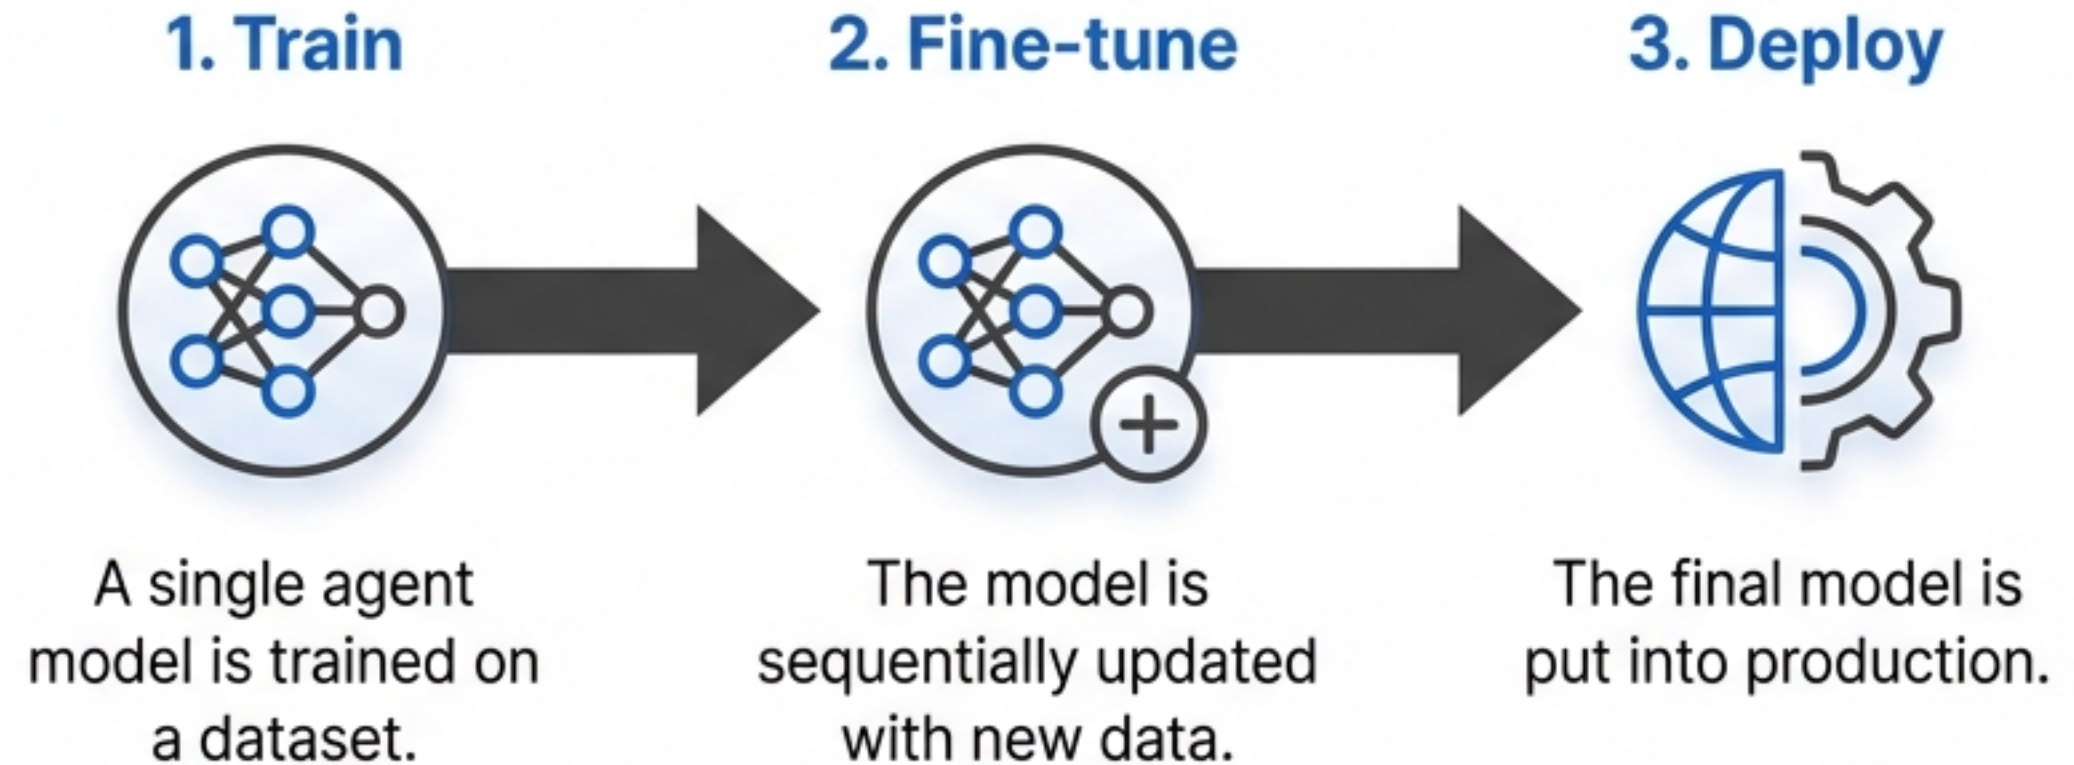 1. Train
A single agent
model is trained on
a dataset.
2. Fine-tune
The model is
sequentially updated
with new data.
3. Deploy
The final model is
put into production.